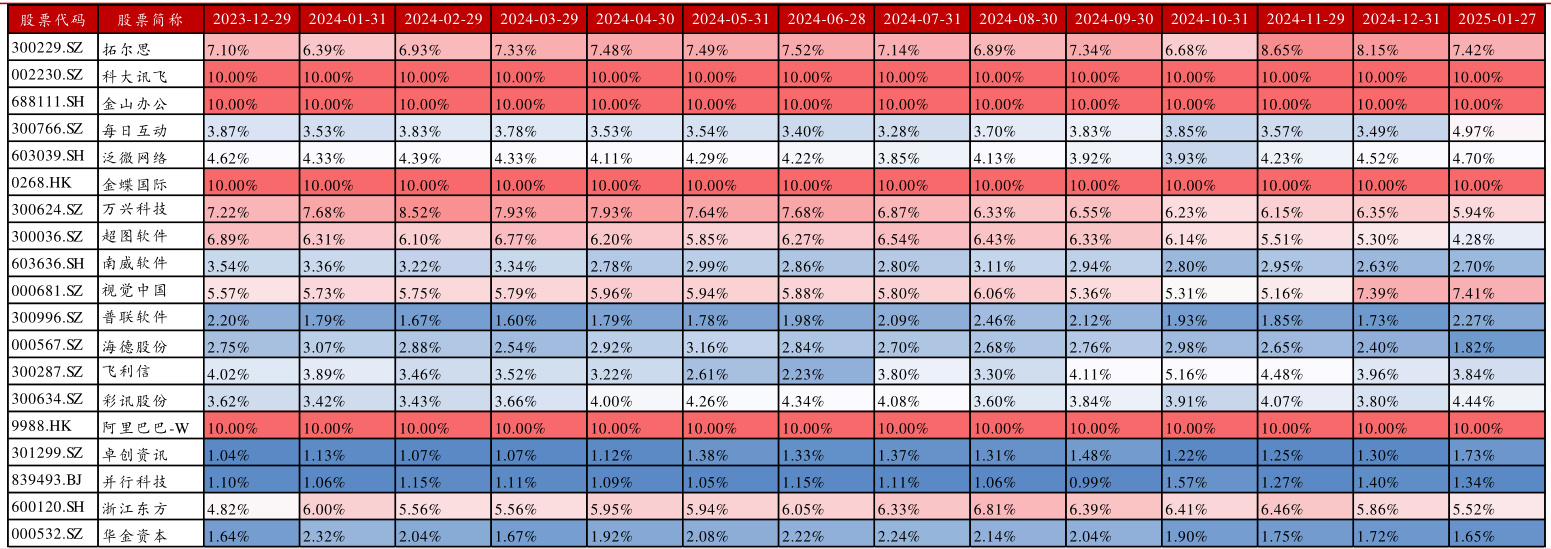 股票代码 股票简称 2023-12-29 2024-01-31 2024-02-29 2024-03-29 2024-04-30 2024-05-31 2024-06-28 2024-07-31 2024-08-30 2024-09-30 2024-10-31 2024-11-29 2024-12-31 2025-01-27
300229.SZ 拓尔思 7.10% 6.39% 6.93% 7.33% 7.48% 7.49% 7.52% 7.14% 6.89% 7.34% 6.68% 8.65% 8.15% 7.42%
002230.SZ 科大讯飞 10.00% 10.00% 10.00% 10.00% 10.00% 10.00% 10.00% 10.00% 10.00% 10.00% 10.00% 10.00% 10.00% 10.00%
688111.SH 金山办公 10.00% 10.00% 10.00% 10.00% 10.00% 10.00% 10.00% 10.00% 10.00% 10.00% 10.00% 10.00% 10.00% 10.00%
300766.SZ 每日互动 3.87% 3.53% 3.83% 3.78% 3.53% 3.54% 3.40% 3.28% 3.70% 3.83% 3.85% 3.57% 3.49% 4.97%
603039.SH 泛微网络 4.62% 4.33% 4.39% 4.33% 4.11% 4.29% 4.22% 3.85% 4.13% 3.92% 3.93% 4.23% 4.52% 4.70%
0268.HK 金蝶国际 10.00% 10.00% 10.00% 10.00% 10.00% 10.00% 10.00% 10.00% 10.00% 10.00% 10.00% 10.00% 10.00% 10.00%
300624.SZ 万兴科技 7.22% 7.68% 8.52% 7.93% 7.93% 7.64% 7.68% 6.87% 6.33% 6.55% 6.23% 6.15% 6.35% 5.94%
300036.SZ 超图软件 6.89% 6.31% 6.10% 6.77% 6.20% 5.85% 6.27% 6.54% 6.43% 6.33% 6.14% 5.51% 5.30% 4.28%
603636.SH 南威软件 3.54% 3.36% 3.22% 3.34% 2.78% 2.99% 2.86% 2.80% 3.11% 2.94% 2.80% 2.95% 2.63% 2.70%
000681.SZ 视觉中国 5.57% 5.73% 5.75% 5.79% 5.96% 5.94% 5.88% 5.80% 6.06% 5.36% 5.31% 5.16% 7.39% 7.41%
300996.SZ 普联软件 2.20% 1.79% 1.67% 1.60% 1.79% 1.78% 1.98% 2.09% 2.46% 2.12% 1.93% 1.85% 1.73% 2.27%
000567.SZ 海德股份 2.75% 3.07% 2.88% 2.54% 2.92% 3.16% 2.84% 2.70% 2.68% 2.76% 2.98% 2.65% 2.40% 1.82%
300287.SZ 飞利信 4.02% 3.89% 3.46% 3.52% 3.22% 2.61% 2.23% 3.80% 3.30% 4.11% 5.16% 4.48% 3.96% 3.84%
300634.SZ 彩讯股份 3.62% 3.42% 3.43% 3.66% 4.00% 4.26% 4.34% 4.08% 3.60% 3.84% 3.91% 4.07% 3.80% 4.44%
9988.HK 阿里巴巴-W 10.00% 10.00% 10.00% 10.00% 10.00% 10.00% 10.00% 10.00% 10.00% 10.00% 10.00% 10.00% 10.00% 10.00%
301299.SZ 卓创资讯 1.04% 1.13% 1.07% 1.07% 1.12% 1.38% 1.33% 1.37% 1.31% 1.48% 1.22% 1.25% 1.30% 1.73%
839493.BJ 并行科技 1.10% 1.06% 1.15% 1.11% 1.09% 1.05% 1.15% 1.11% 1.06% 0.99% 1.57% 1.27% 1.40% 1.34%
600120.SH 浙江东方 4.82% 6.00% 5.56% 5.56% 5.95% 5.94% 6.05% 6.33% 6.81% 6.39% 6.41% 6.46% 5.86% 5.52%
000532.SZ 华金资本 1.64% 2.32% 2.04% 1.67% 1.92% 2.08% 2.22% 2.24% 2.14% 2.04% 1.90% 1.75% 1.72% 1.65%